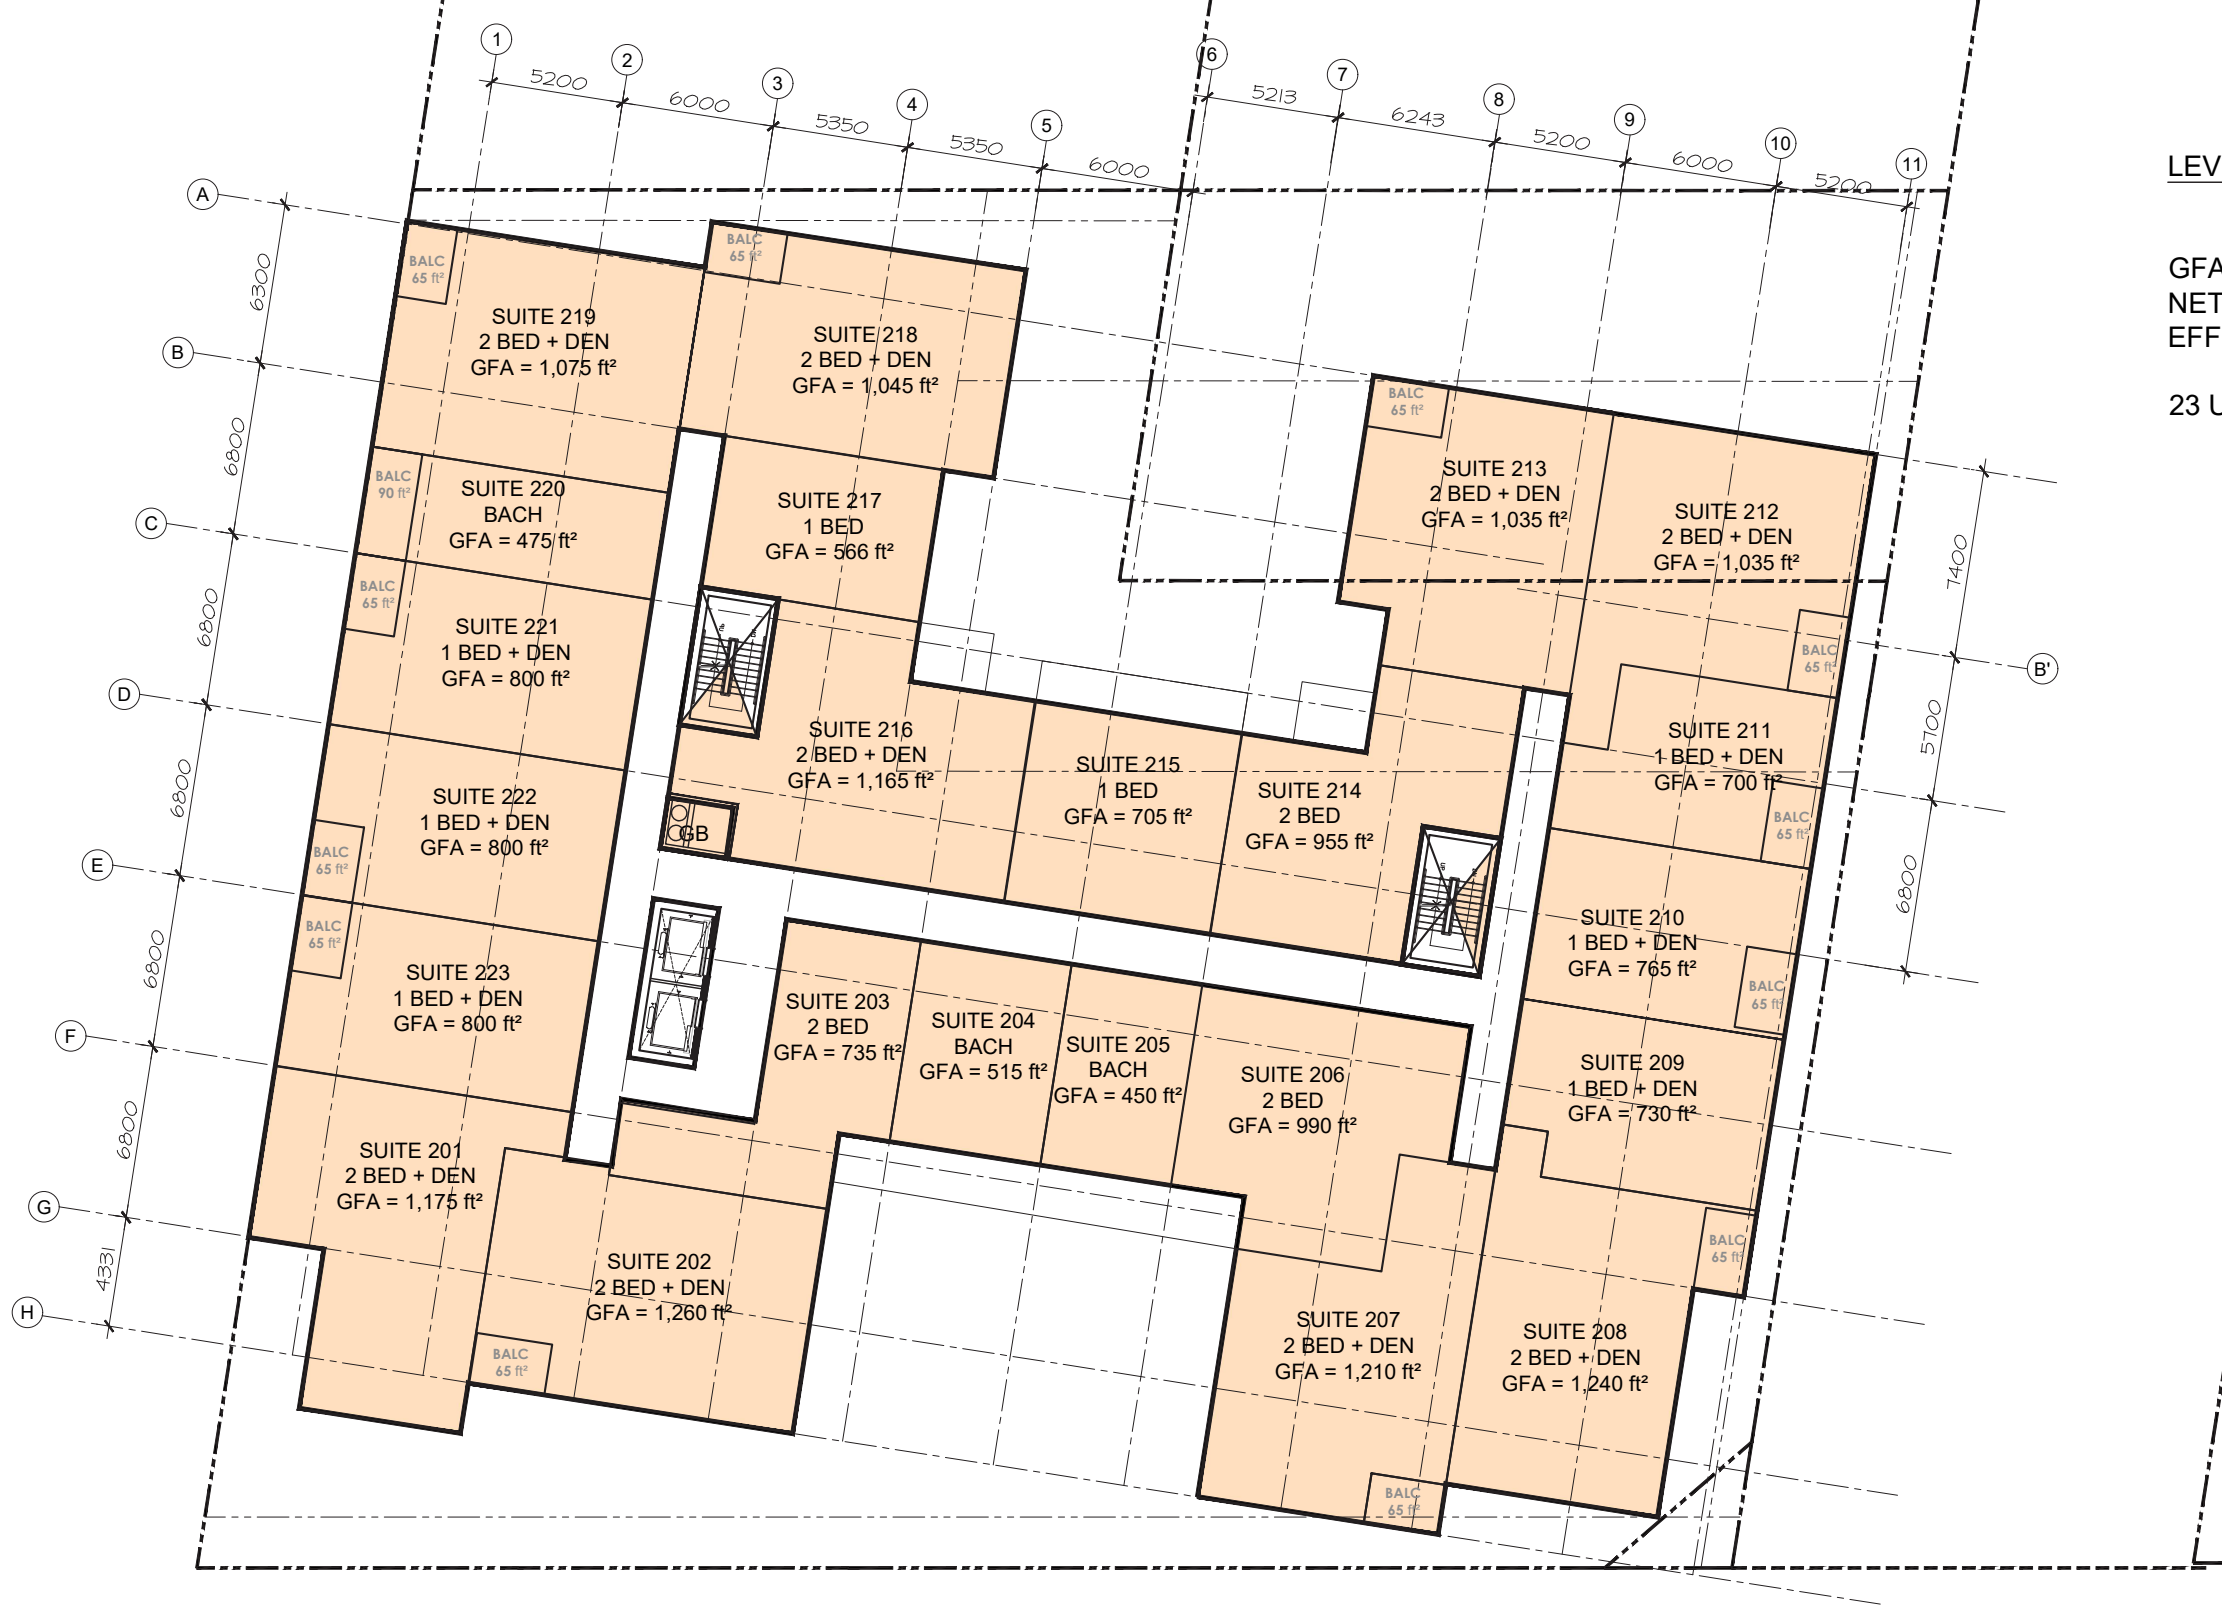 1
2
3
4
5
6
7
8
9
10
11
5200
6000
5350
5350
6000
5213
6243
5200
6000
5200
A
B
C
D
E
F
G
H
B'
6300
6800
6800
6800
6800
6800
4331
7400
5700
6800
LEV
GFA
NET
EFF
23 U
BALC
65 ft²
SUITE 219
2 BED + DEN
GFA = 1,075 ft²
BALC
65 ft²
SUITE 218
2 BED + DEN
GFA = 1,045 ft²
BALC
65 ft²
SUITE 213
2 BED + DEN
GFA = 1,035 ft²
SUITE 212
2 BED + DEN
GFA = 1,035 ft²
BALC
65 ft²
BALC
90 ft²
SUITE 220
BACH
GFA = 475 ft²
SUITE 217
1 BED
GFA = 566 ft²
BALC
65 ft²
SUITE 221
1 BED + DEN
GFA = 800 ft²
SUITE 216
2 BED + DEN
GFA = 1,165 ft²
GB
SUITE 215
1 BED
GFA = 705 ft²
SUITE 214
2 BED
GFA = 955 ft²
SUITE 211
1 BED + DEN
GFA = 700 ft²
BALC
65 ft²
SUITE 222
1 BED + DEN
GFA = 800 ft²
BALC
65 ft²
BALC
65 ft²
SUITE 223
1 BED + DEN
GFA = 800 ft²
SUITE 210
1 BED + DEN
GFA = 765 ft²
BALC
65 ft²
SUITE 203
2 BED
GFA = 735 ft²
SUITE 204
BACH
GFA = 515 ft²
SUITE 205
BACH
GFA = 450 ft²
SUITE 206
2 BED
GFA = 990 ft²
SUITE 209
1 BED + DEN
GFA = 730 ft²
SUITE 201
2 BED + DEN
GFA = 1,175 ft²
SUITE 202
2 BED + DEN
GFA = 1,260 ft²
BALC
65 ft²
SUITE 207
2 BED + DEN
GFA = 1,210 ft²
BALC
65 ft²
SUITE 208
2 BED + DEN
GFA = 1,240 ft²
BALC
65 ft²